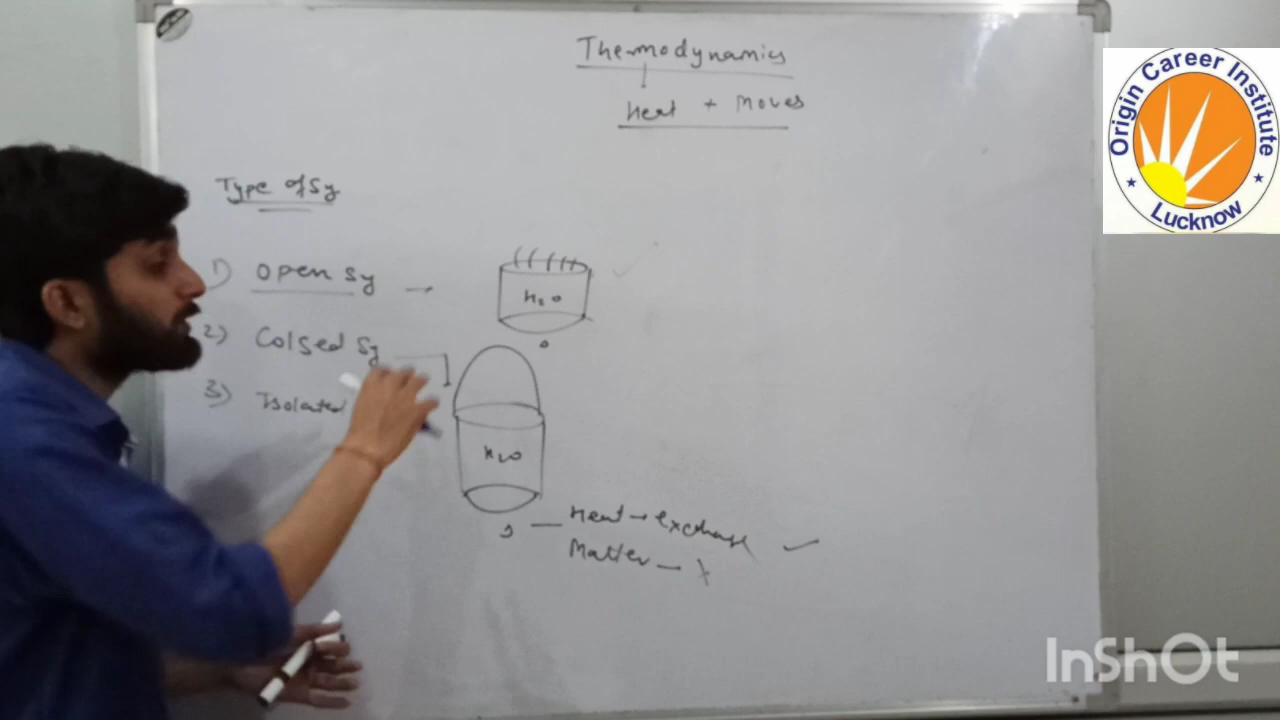 Thermodynamics
Heat + Moves
Type of Sy
1) Open Sy
H2O
2) Colsed Sy
3) Isolated
H2O
Heat → exchange
Matter - X
Origin Career Institute
Lucknow
InShOt